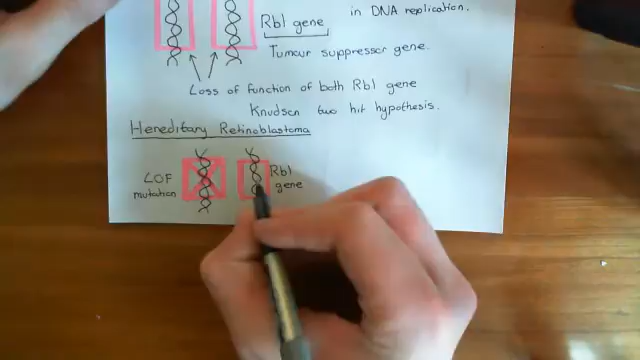 in DNA replication.
Rb1 gene
Tumour suppressor gene.
Loss of function of both Rb1 gene
Knudson two hit hypothesis.
Hereditary Retinoblastoma
LOF mutation
Rb1 gene